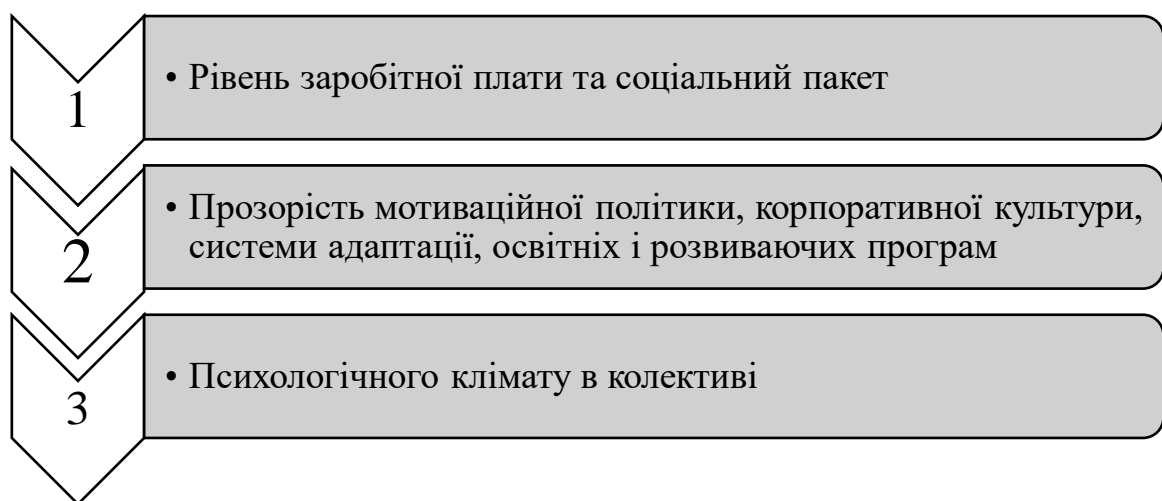 1
• Рівень заробітної плати та соціальний пакет
2
• Прозорість мотиваційної політики, корпоративної культури,
системи адаптації, освітніх і розвиваючих програм
3
• Психологічного клімату в колективі